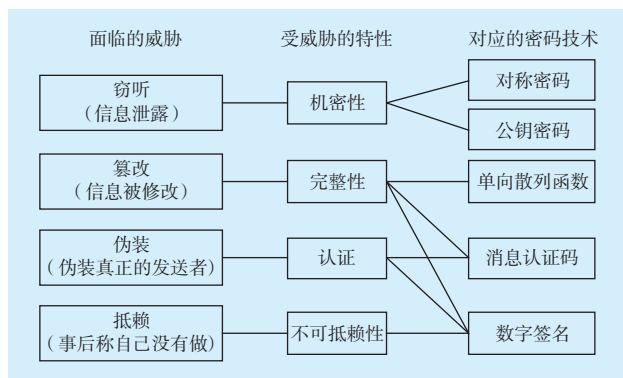 面临的威胁 受威胁的特性 对应的密码技术
窃听
（信息泄露）
机密性
对称密码
公钥密码
篡改
（信息被修改）
完整性
单向散列函数
伪装
（伪装真正的发送者）
认证
消息认证码
抵赖
（事后称自己没有做）
不可抵赖性
数字签名